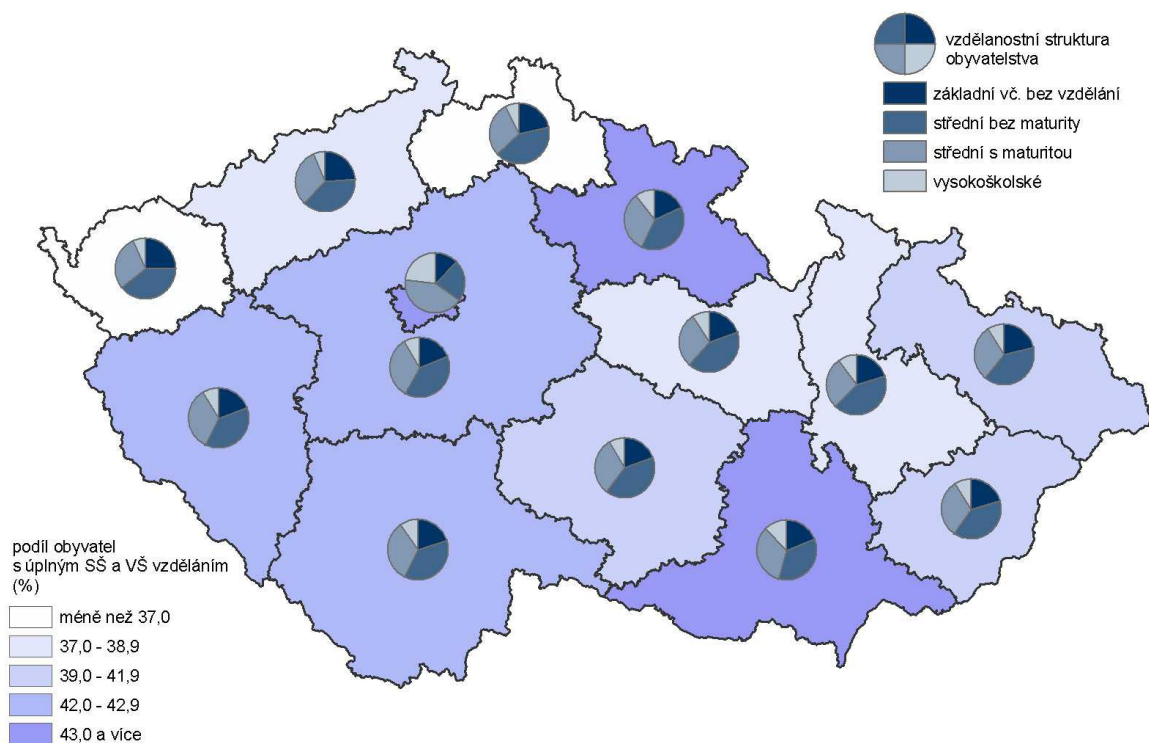 vzdělanostní struktura
obyvatelstva
základní vč. bez vzdělání
střední bez maturity
střední s maturitou
vysokoškolské
podíl obyvatel
s úplným SŠ a VŠ vzděláním
(%)
méně než 37,0
37,0 - 38,9
39,0 - 41,9
42,0 - 42,9
43,0 a více